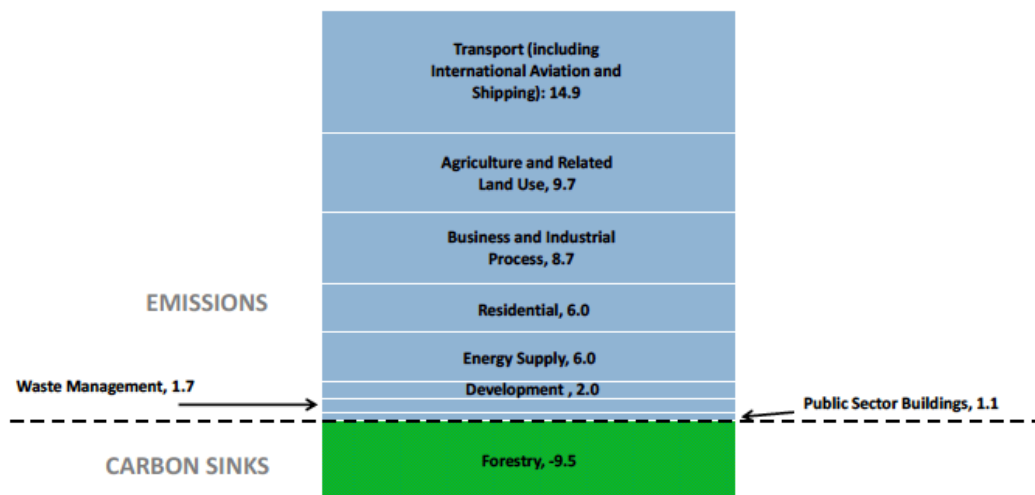 Transport (including
International Aviation and
Shipping): 14.9
Agriculture and Related
Land Use, 9.7
Business and Industrial
Process, 8.7
EMISSIONS
Residential, 6.0
Energy Supply, 6.0
Waste Management, 1.7
Development , 2.0
Public Sector Buildings, 1.1
CARBON SINKS
Forestry, -9.5